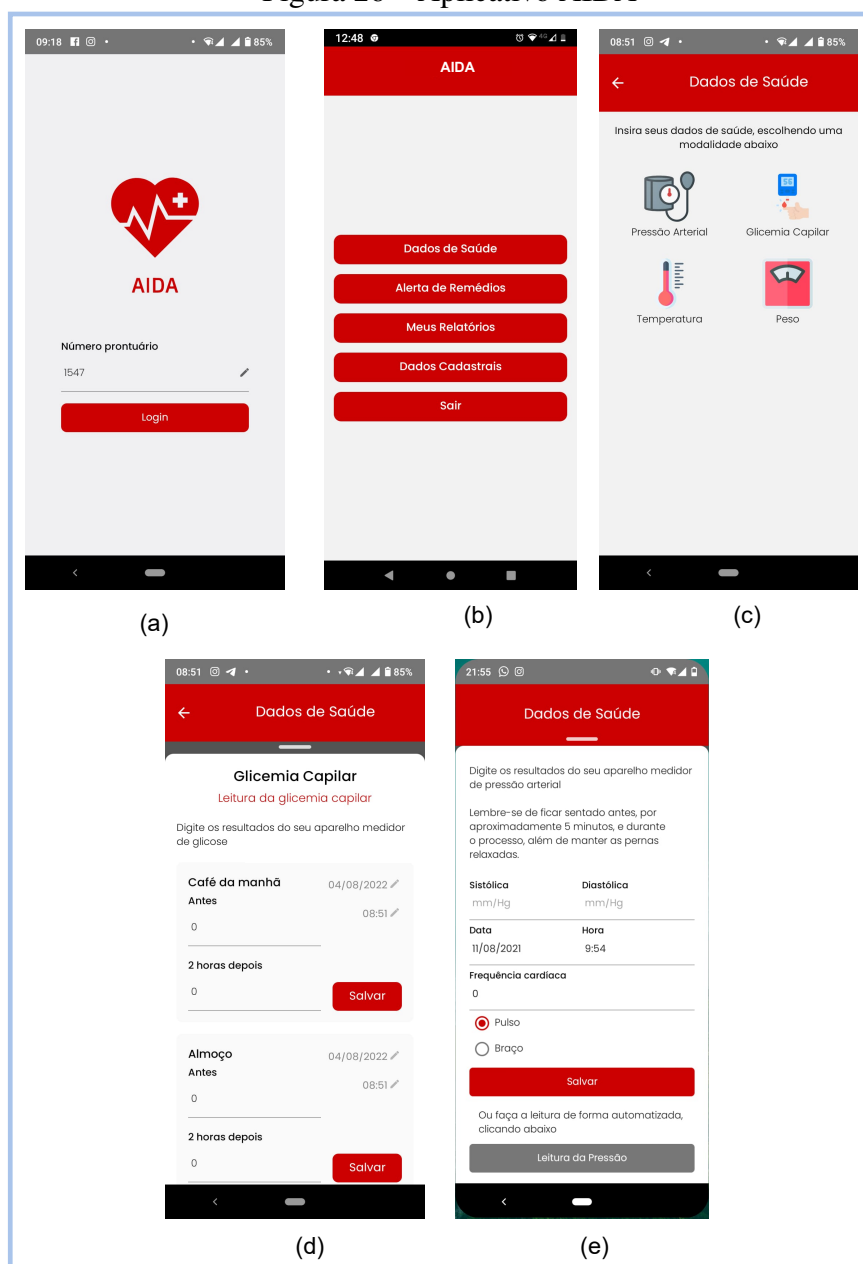 09:18
85%
AIDA
Número prontuário
1547
Login
(a)
12:48
4G
AIDA
Dados de Saúde
Alerta de Remédios
Meus Relatórios
Dados Cadastrais
Sair
(b)
08:51
85%
Dados de Saúde
Insira seus dados de saúde, escolhendo uma
modalidade abaixo
Pressão Arterial
Glicemia Capilar
Temperatura
Peso
(c)
08:51
85%
Dados de Saúde
Glicemia Capilar
Leitura da glicemia capilar
Digite os resultados do seu aparelho medidor
de glicose
Café da manhã
04/08/2022
Antes
08:51
0
2 horas depois
0
Salvar
Almoço
04/08/2022
Antes
08:51
0
2 horas depois
0
Salvar
(d)
21:55
Dados de Saúde
Digite os resultados do seu aparelho medidor
de pressão arterial
Lembre-se de ficar sentado antes, por
aproximadamente 5 minutos, e durante
o processo, além de manter as pernas
relaxadas.
Sistólica
Diastólica
mm/Hg
mm/Hg
Data
Hora
11/08/2021
9:54
Frequência cardíaca
0
Pulso
Braço
Salvar
Ou faça a leitura de forma automatizada,
clicando abaixo
Leitura da Pressão
(e)